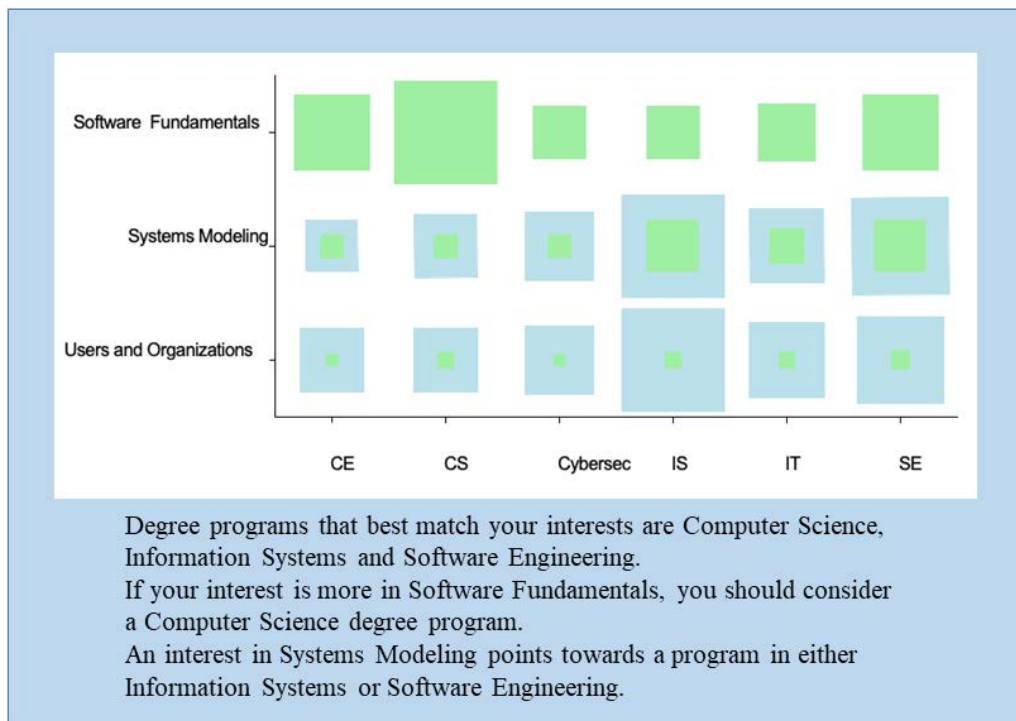 Software Fundamentals
Systems Modeling
Users and Organizations
CE CS Cybersec IS IT SE
Degree programs that best match your interests are Computer Science,
Information Systems and Software Engineering.
If your interest is more in Software Fundamentals, you should consider
a Computer Science degree program.
An interest in Systems Modeling points towards a program in either
Information Systems or Software Engineering.